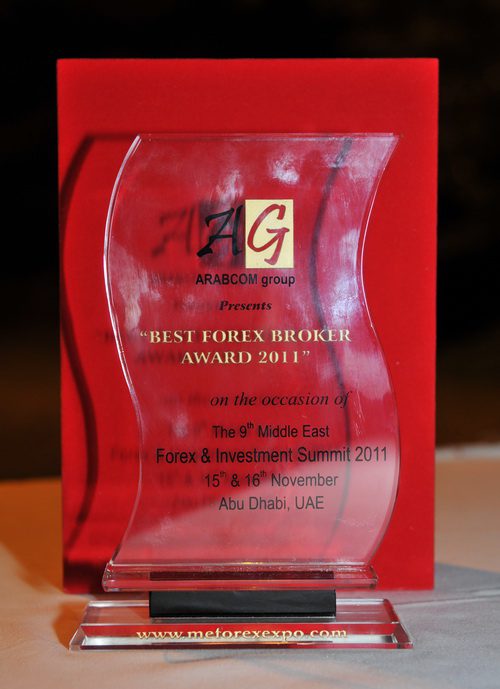 AG
ARABCOM group
Presents
“BEST FOREX BROKER
AWARD 2011”
on the occasion of
The 9th Middle East
Forex & Investment Summit 2011
15th & 16th November
Abu Dhabi, UAE
www.meforexexpo.com